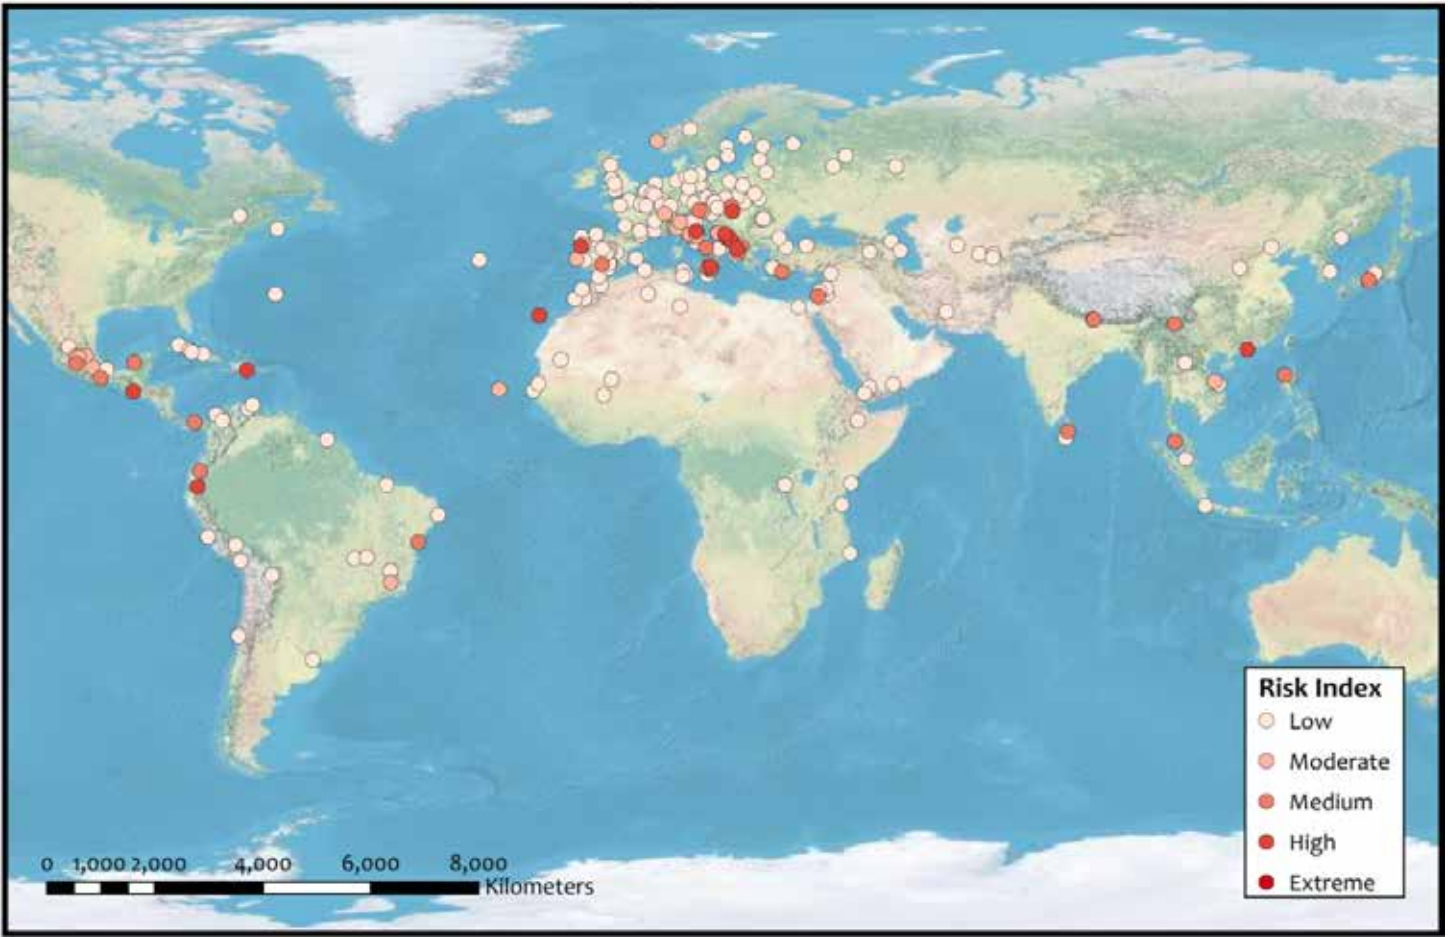 Risk Index
Low
Moderate
Medium
High
Extreme
0 1,000 2,000 4,000 6,000 8,000
Kilometers